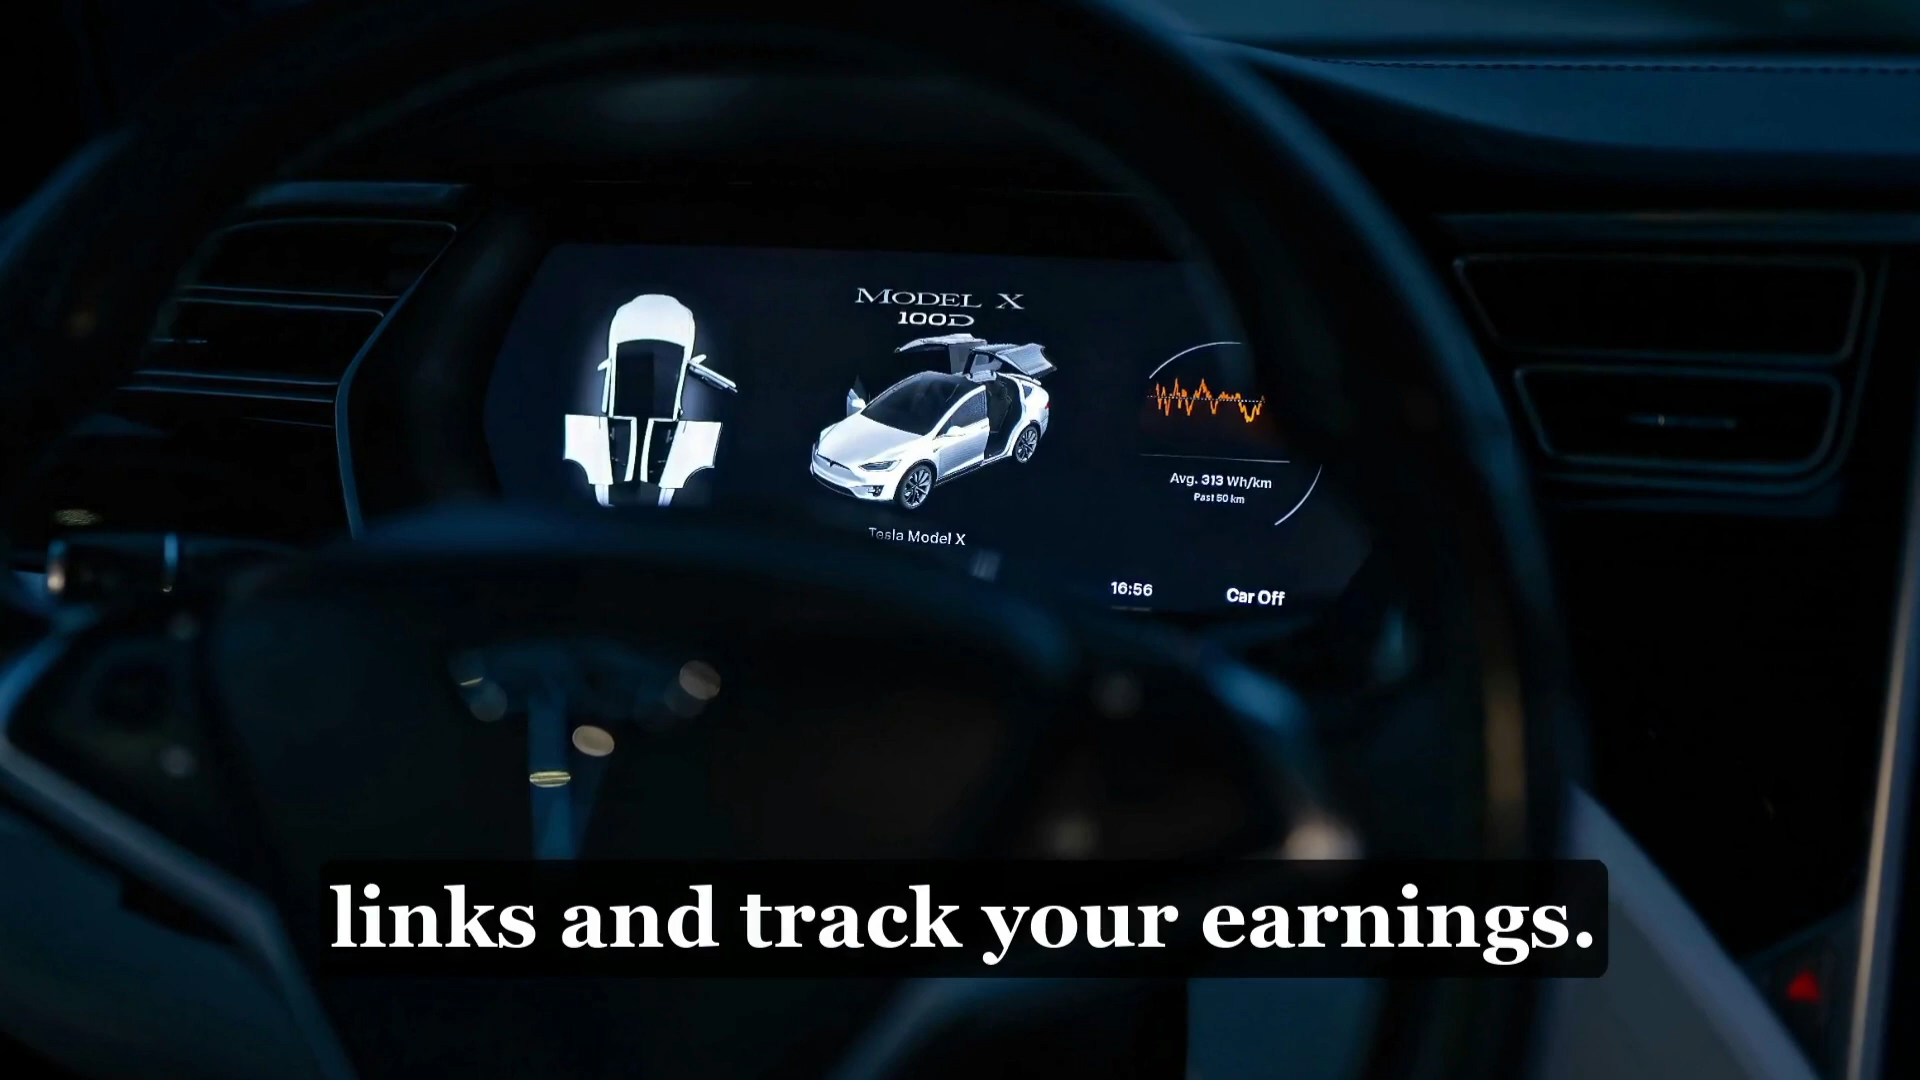 MODEL X
100D
Tesla Model X
Avg. 313 Wh/km
Past 50 km
16:56
Car Off
links and track your earnings.